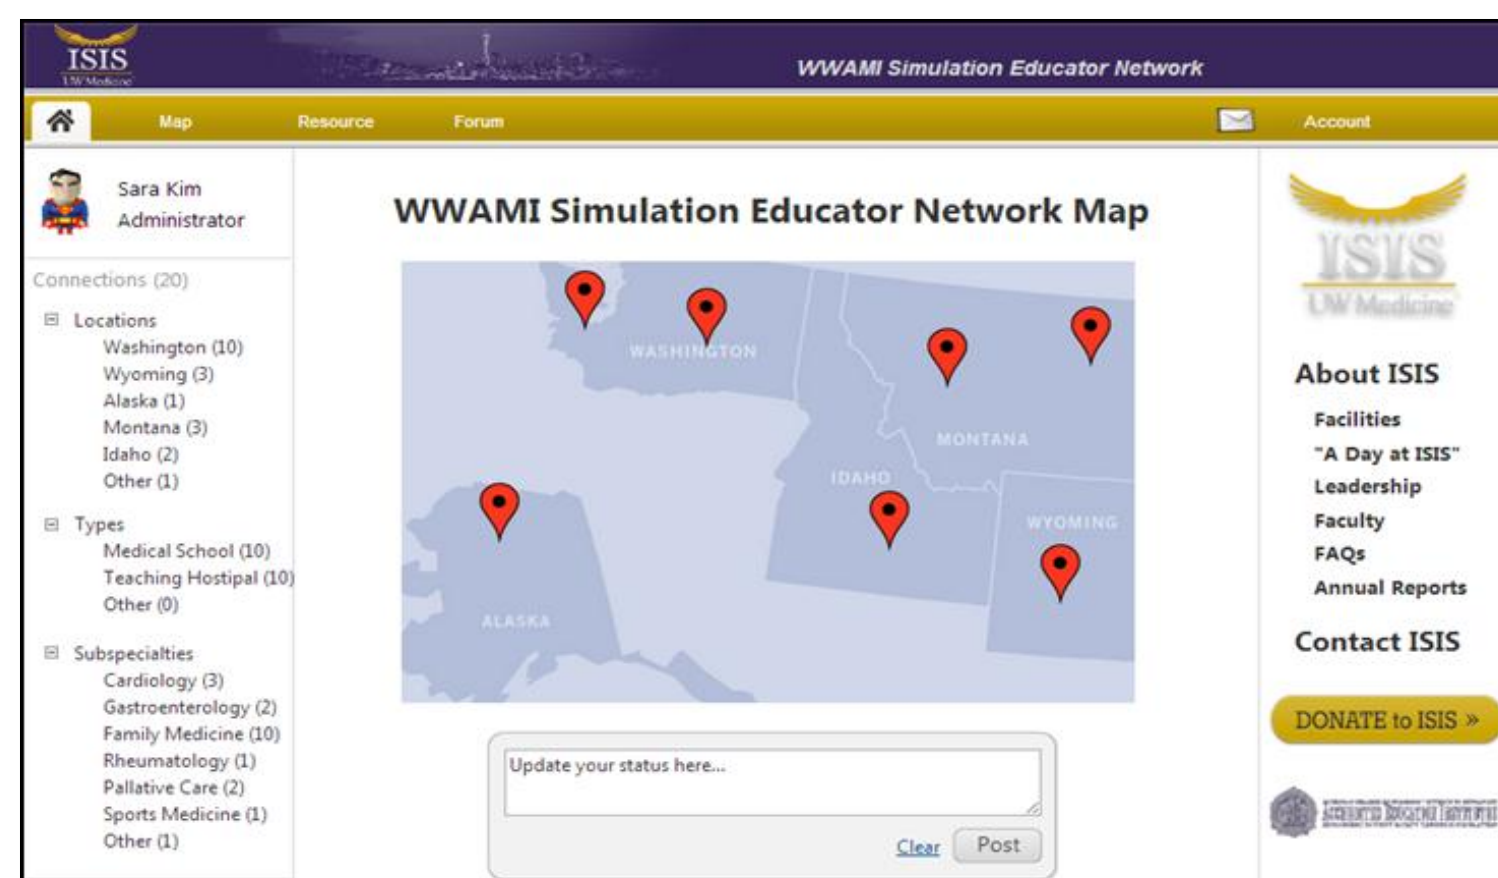 ISIS
UW Medicine
WWAMI Simulation Educator Network
Map
Resource
Forum
Account
Sara Kim
Administrator
Connections (20)
Locations
Washington (10)
Wyoming (3)
Alaska (1)
Montana (3)
Idaho (2)
Other (1)
Types
Medical School (10)
Teaching Hostipal (10)
Other (0)
Subspecialties
Cardiology (3)
Gastroenterology (2)
Family Medicine (10)
Rheumatology (1)
Pallative Care (2)
Sports Medicine (1)
Other (1)
WWAMI Simulation Educator Network Map
WASHINGTON
MONTANA
IDAHO
WYOMING
ALASKA
Update your status here...
Clear
Post
ISIS
UW Medicine
About ISIS
Facilities
"A Day at ISIS"
Leadership
Faculty
FAQs
Annual Reports
Contact ISIS
DONATE to ISIS »